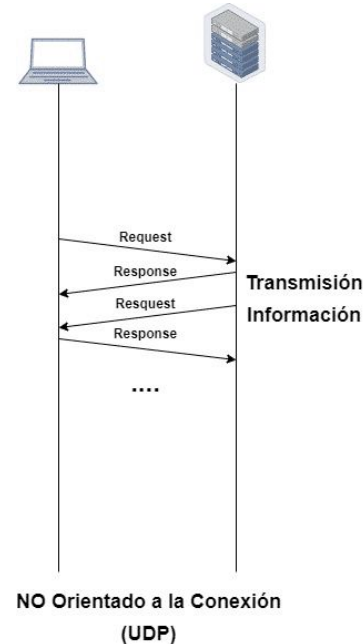 Request
Response
Transmisión
Resquest
Información
Response
....
NO Orientado a la Conexión
(UDP)